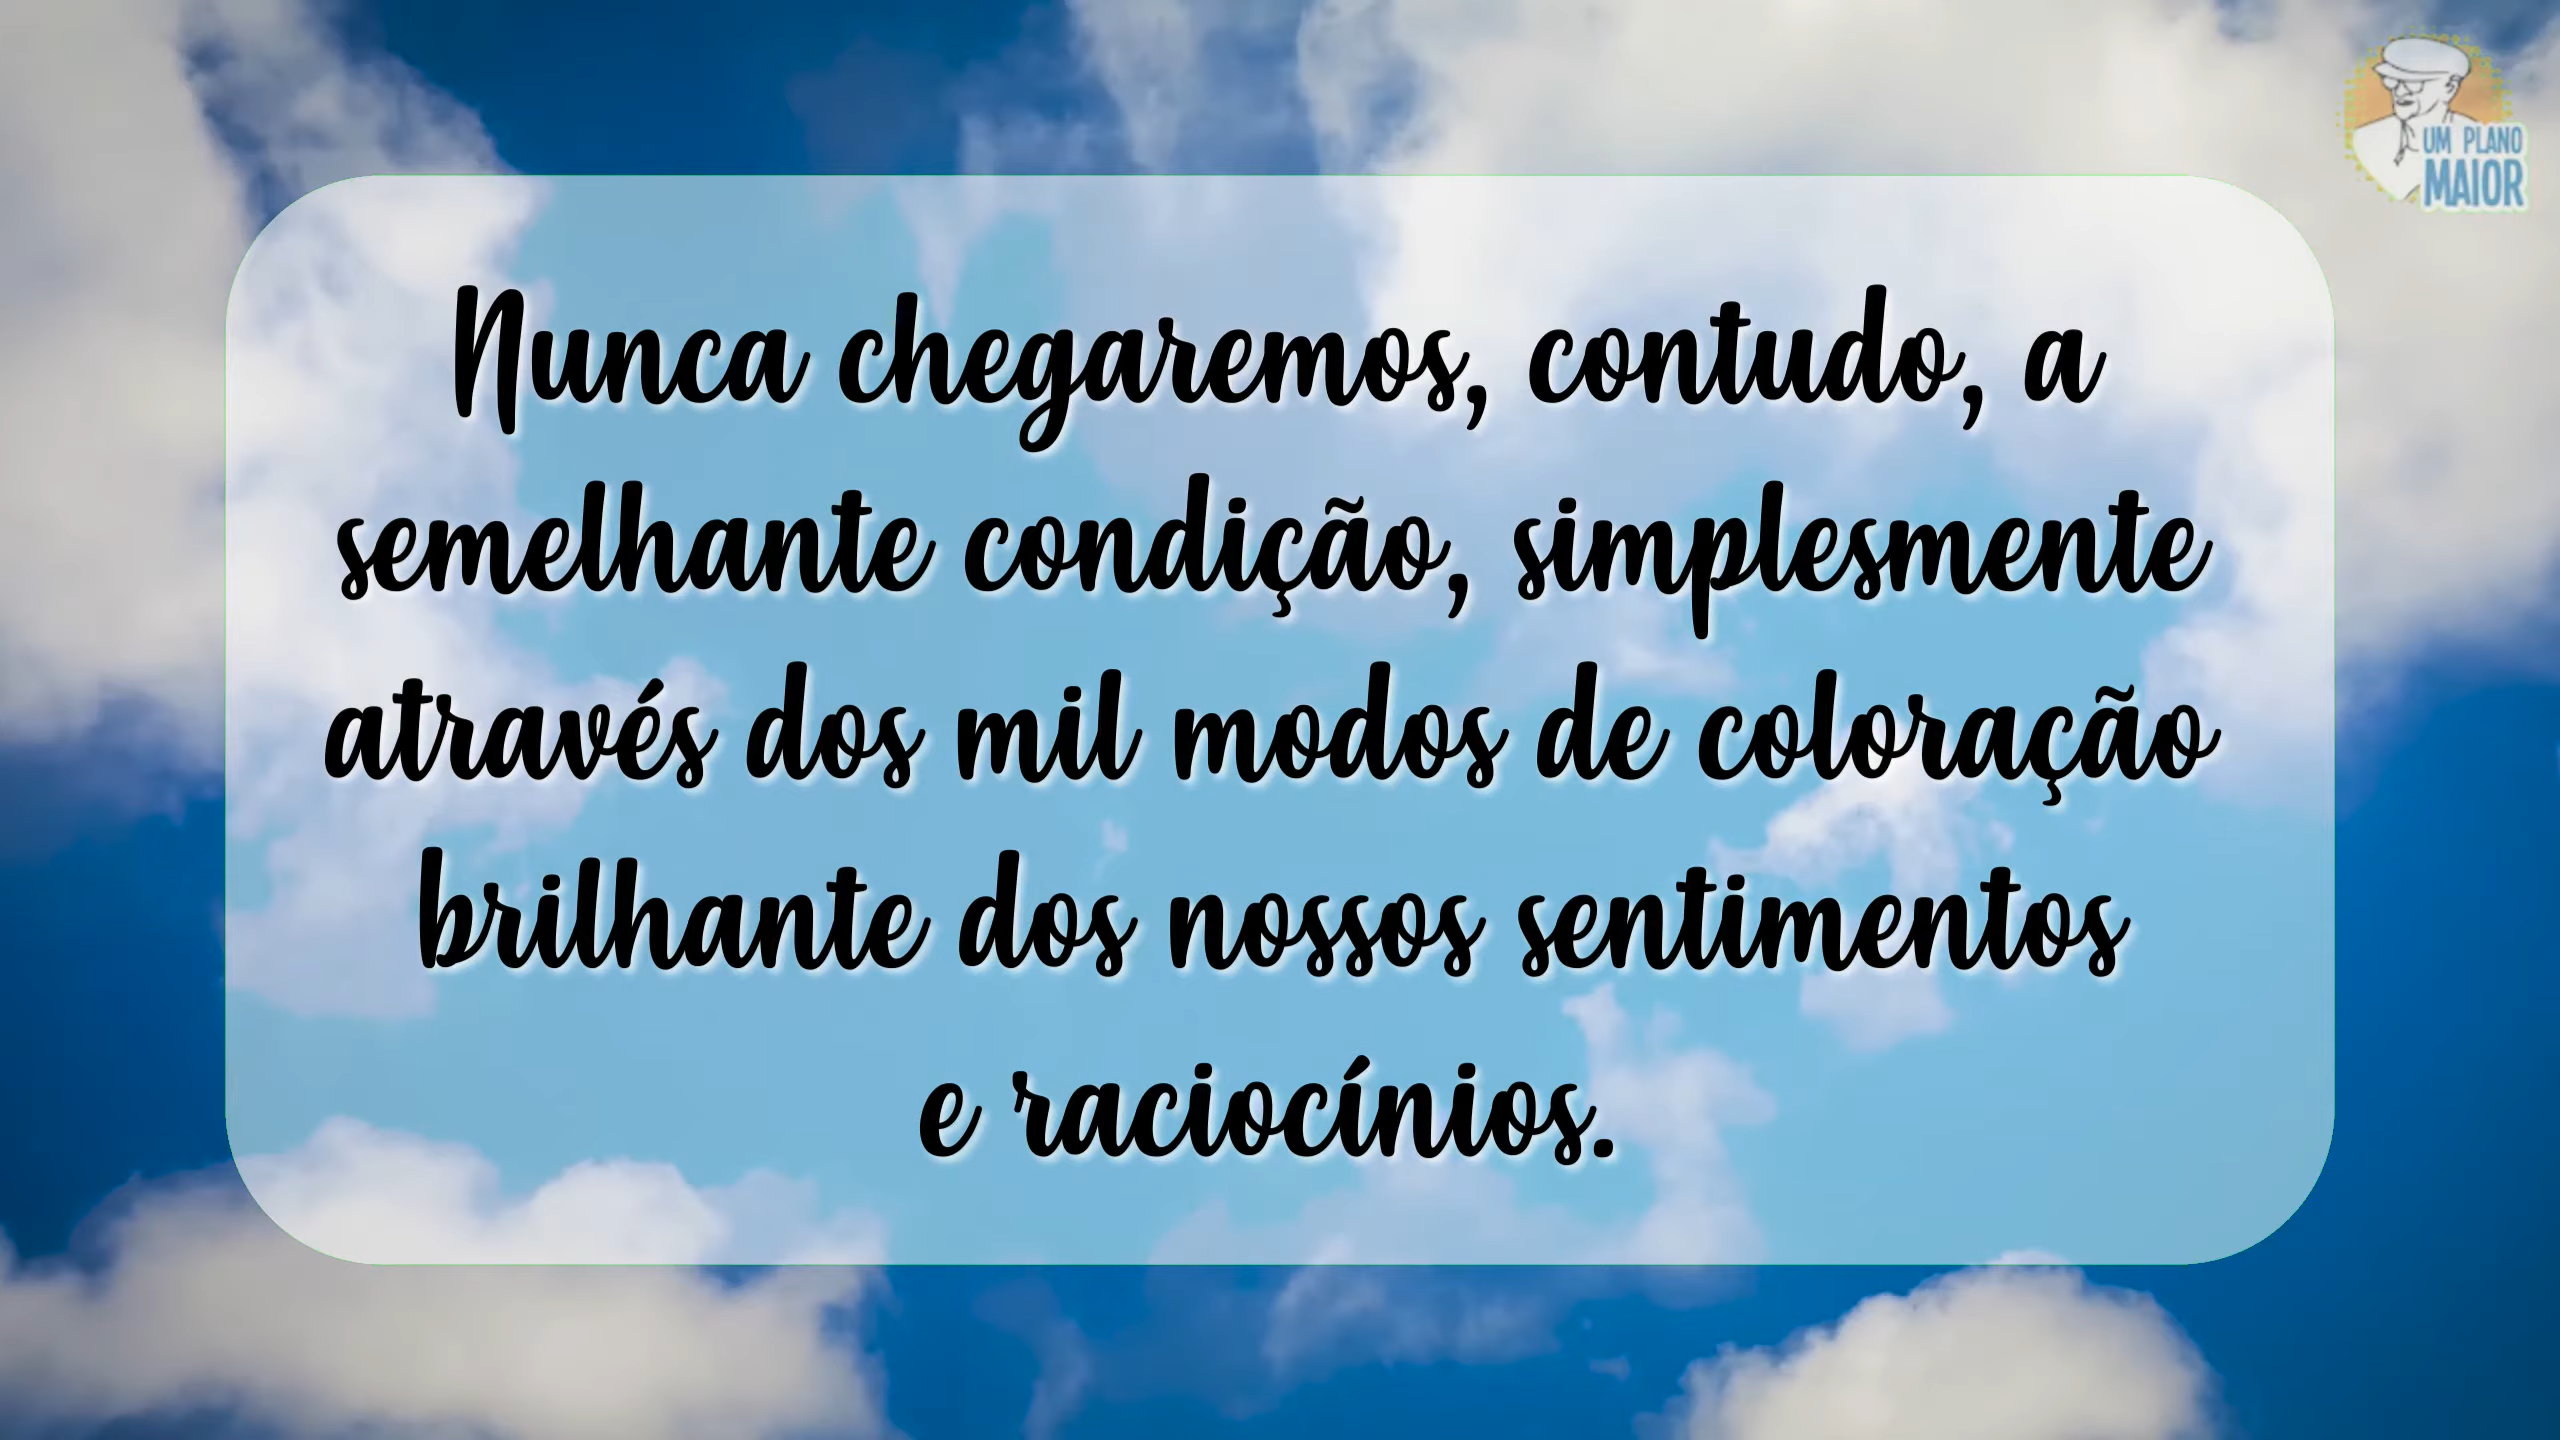 UM PLANO
MAIOR
Nunca chegaremos, contudo, a
semelhante condição, simplesmente
através dos mil modos de coloração
brilhante dos nossos sentimentos
e raciocínios.